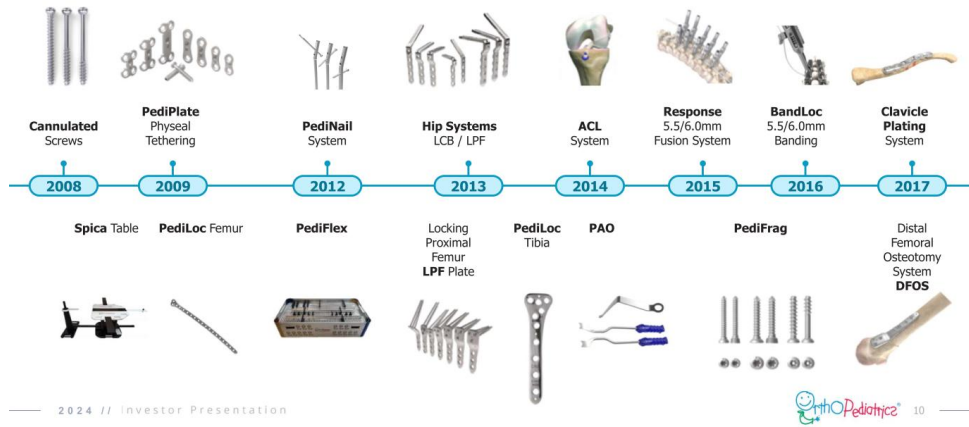 Cannulated
Screws
PediPlate
Physeal
Tethering
PediNail
System
Hip Systems
LCB / LPF
ACL
System
Response
5.5/6.0mm
Fusion System
BandLoc
5.5/6.0mm
Banding
Clavicle
Plating
System
2008
2009
2012
2013
2014
2015
2016
2017
Spica Table
PediLoc Femur
PediFlex
Locking
Proximal
Femur
LPF Plate
PediLoc
Tibia
PAO
PediFrag
Distal
Femoral
Osteotomy
System
DFOS
2024 // Investor Presentation
OrthoPediatrics®
10